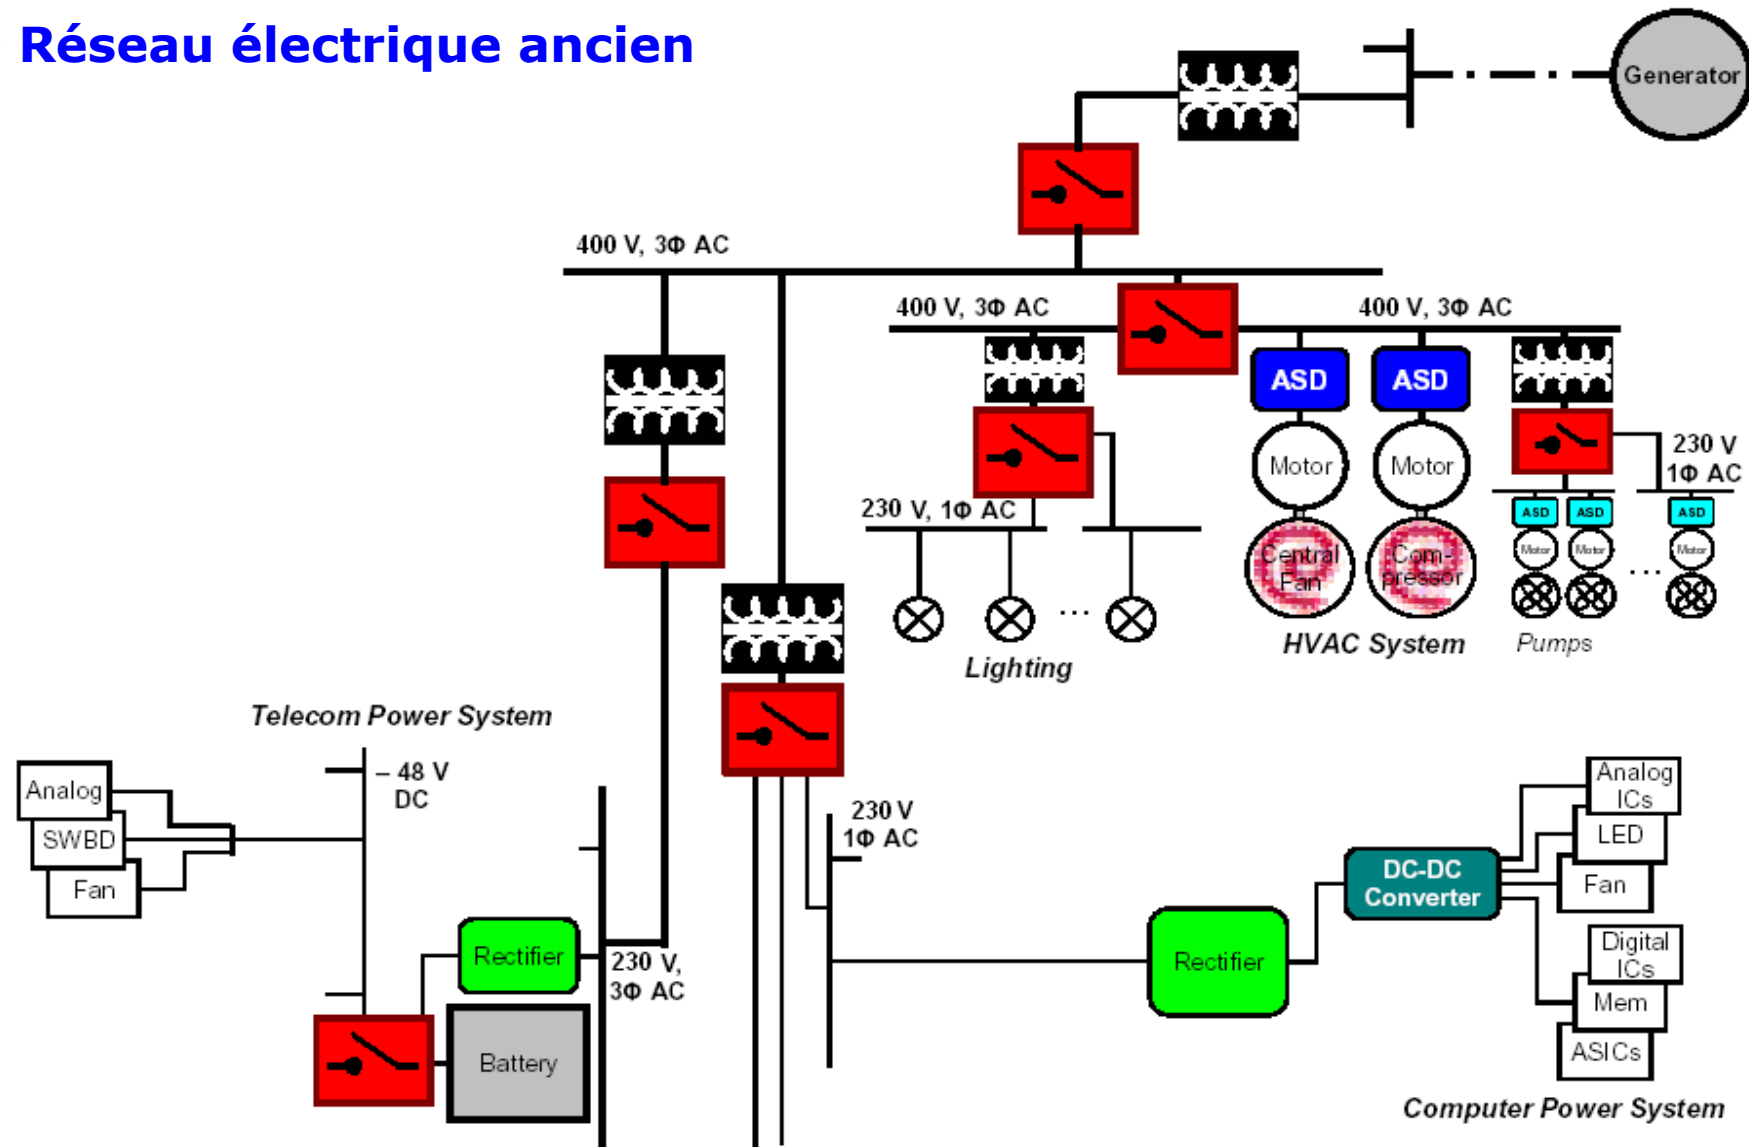 Réseau électrique ancien
Generator
400 V, 3Φ AC
400 V, 3Φ AC
400 V, 3Φ AC
ASD
ASD
Motor
Motor
230 V
1Φ AC
230 V, 1Φ AC
ASD
ASD
ASD
Motor
Motor
Motor
Central
Fan
Com-
pressor
...
...
HVAC System
Pumps
Lighting
Telecom Power System
– 48 V
DC
Analog
SWBD
Fan
230 V
1Φ AC
Analog
ICs
LED
DC-DC
Converter
Fan
Rectifier
230 V,
3Φ AC
Rectifier
Digital
ICs
Mem
Battery
ASICs
Computer Power System